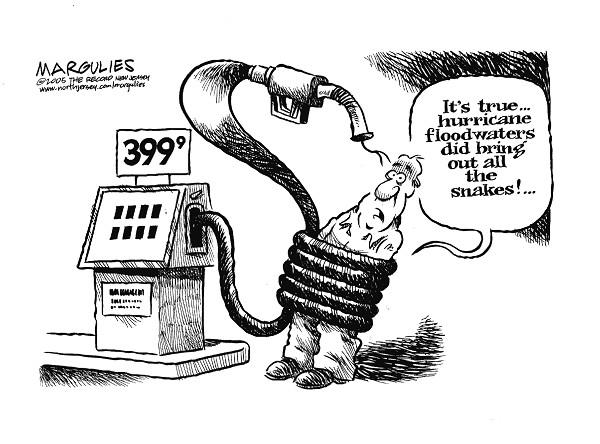 MARGULIES
©2005 THE RECORD NEW JERSEY
www.northjersey.com/margulies
399⁹
It's true...
hurricane
floodwaters
did bring
out all
the
snakes!...